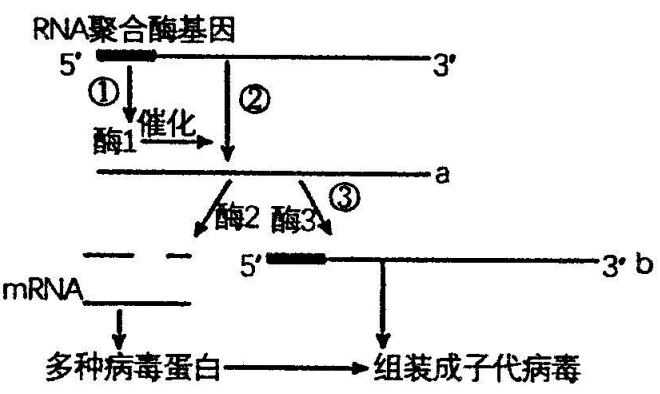 RNA聚合酶基因
5′ 3′
① ②
酶1 催化
a
酶2 酶3 ③
5′ 3′ b
mRNA
多种病毒蛋白 组装成子代病毒